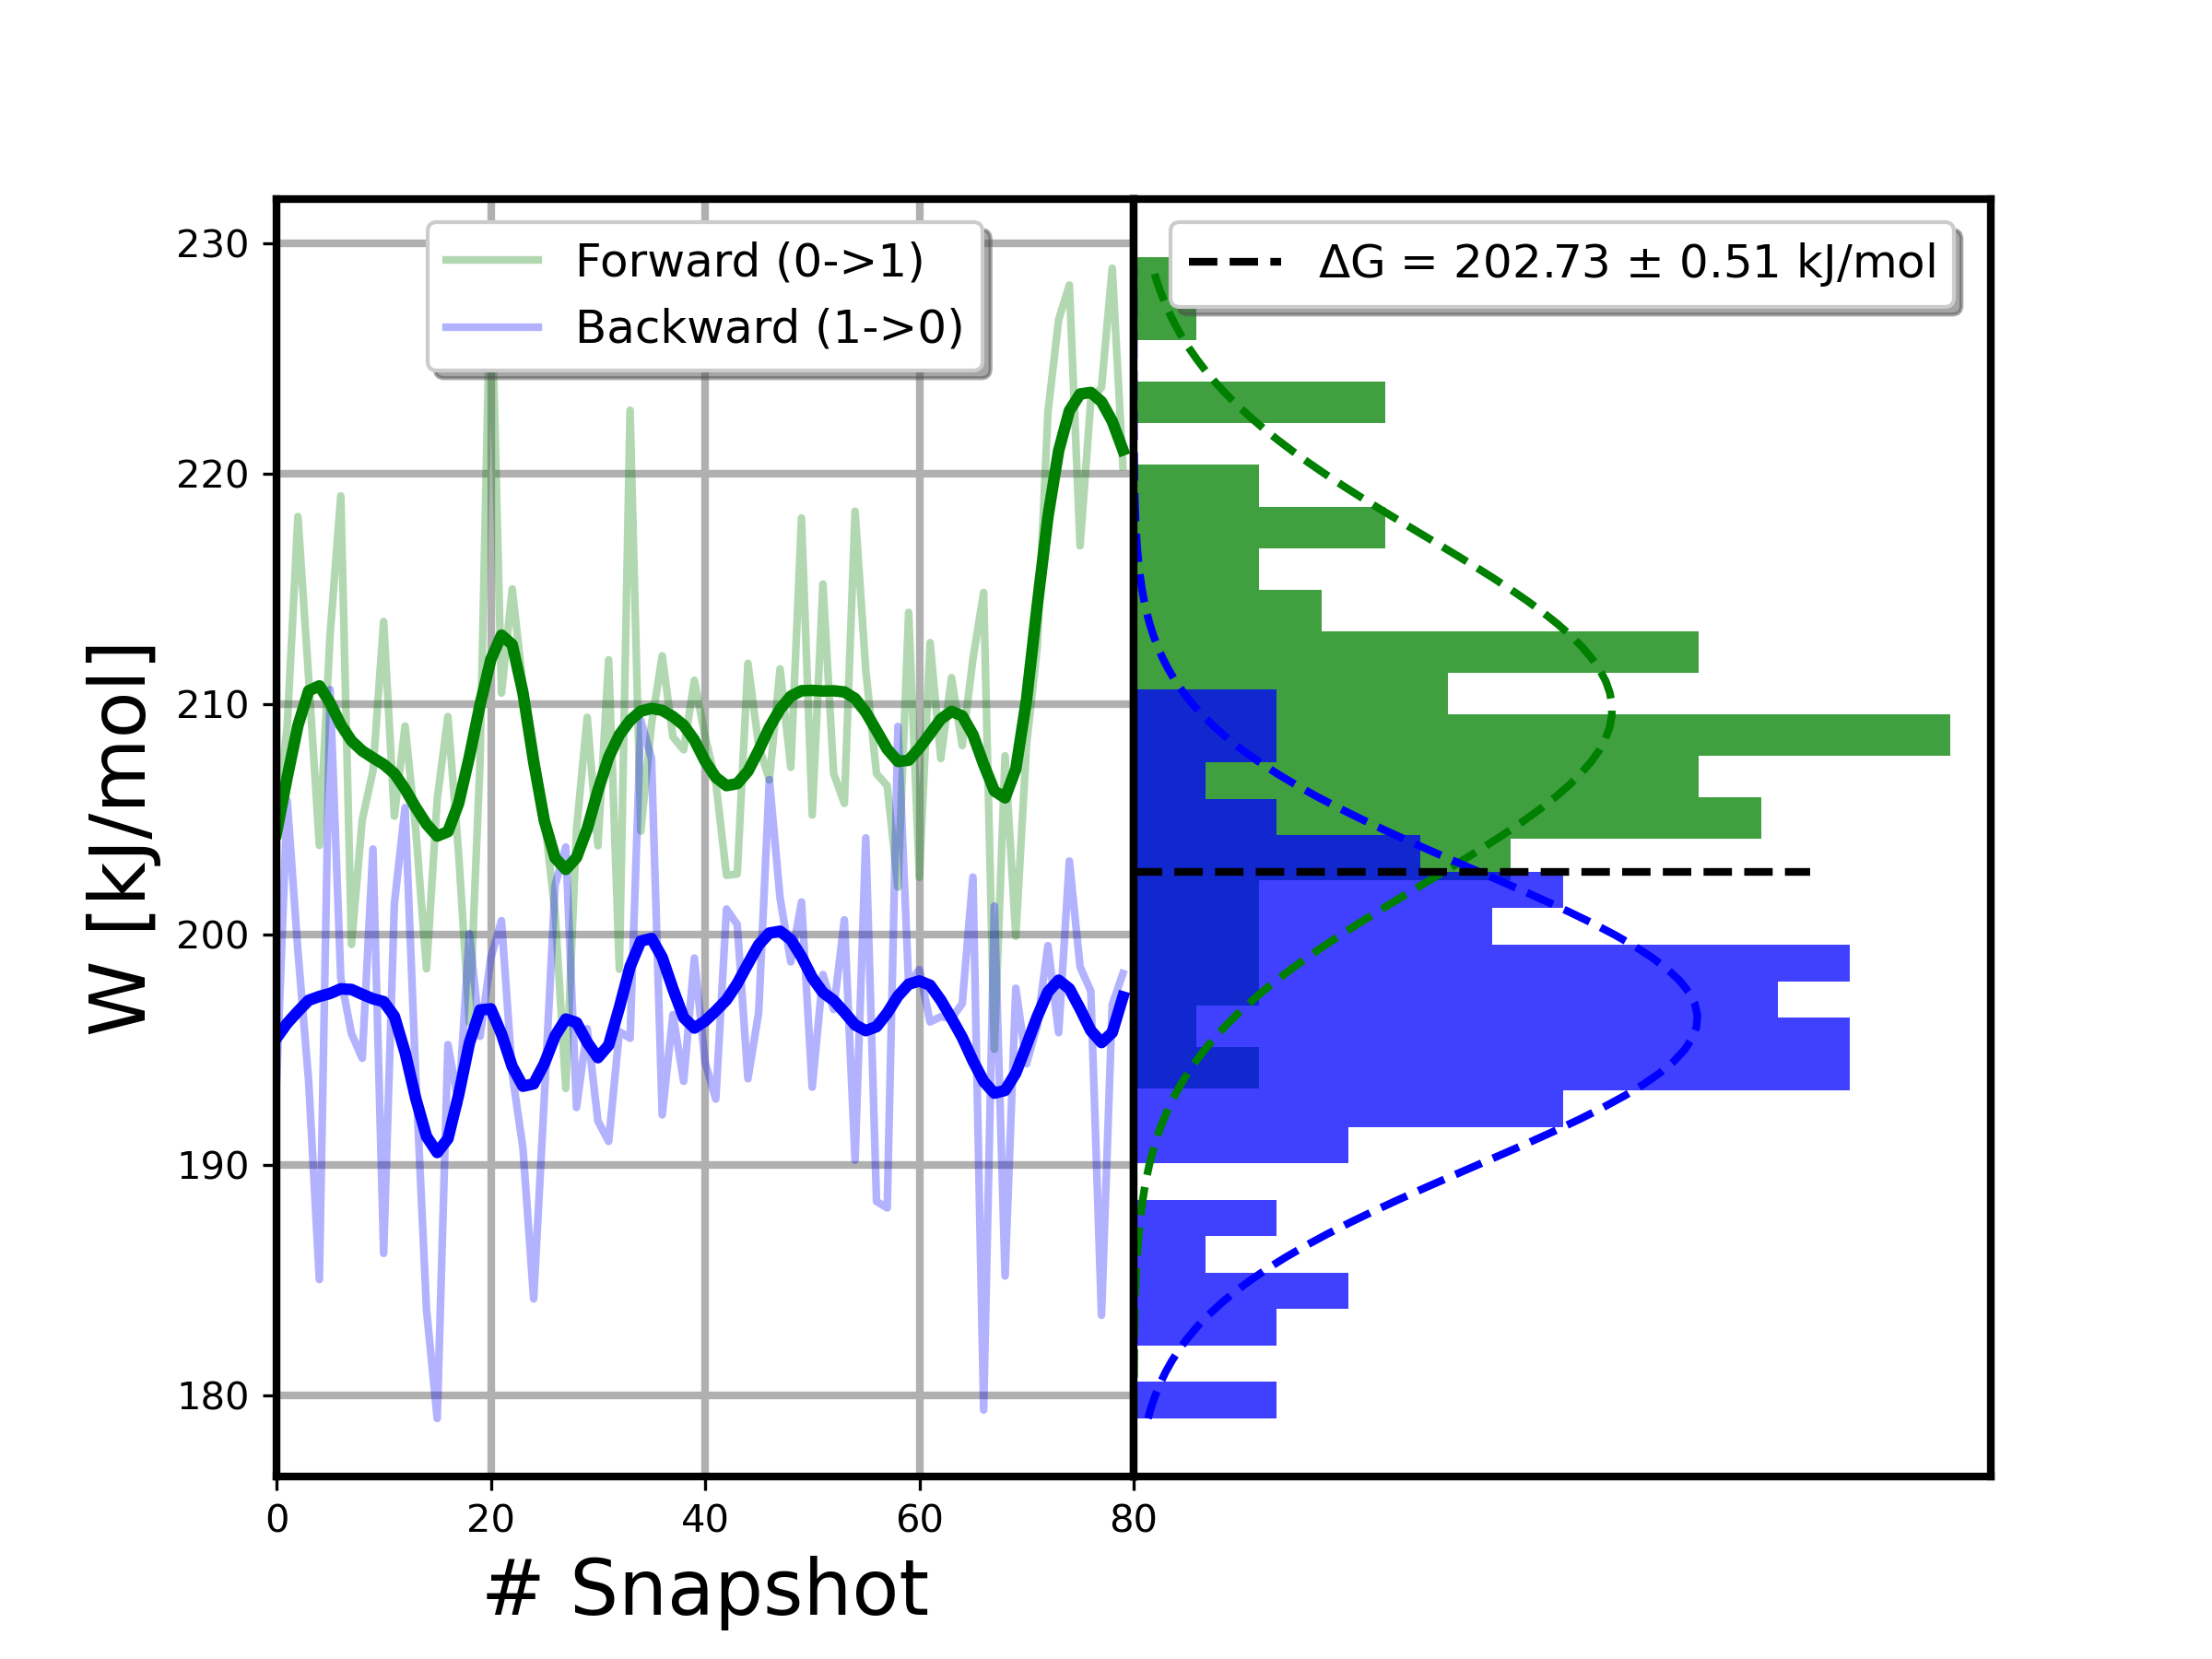 Forward (0->1)
Backward (1->0)
ΔG = 202.73 ± 0.51 kJ/mol
W [kJ/mol]
230
220
210
200
190
180
0 20 40 60 80
# Snapshot